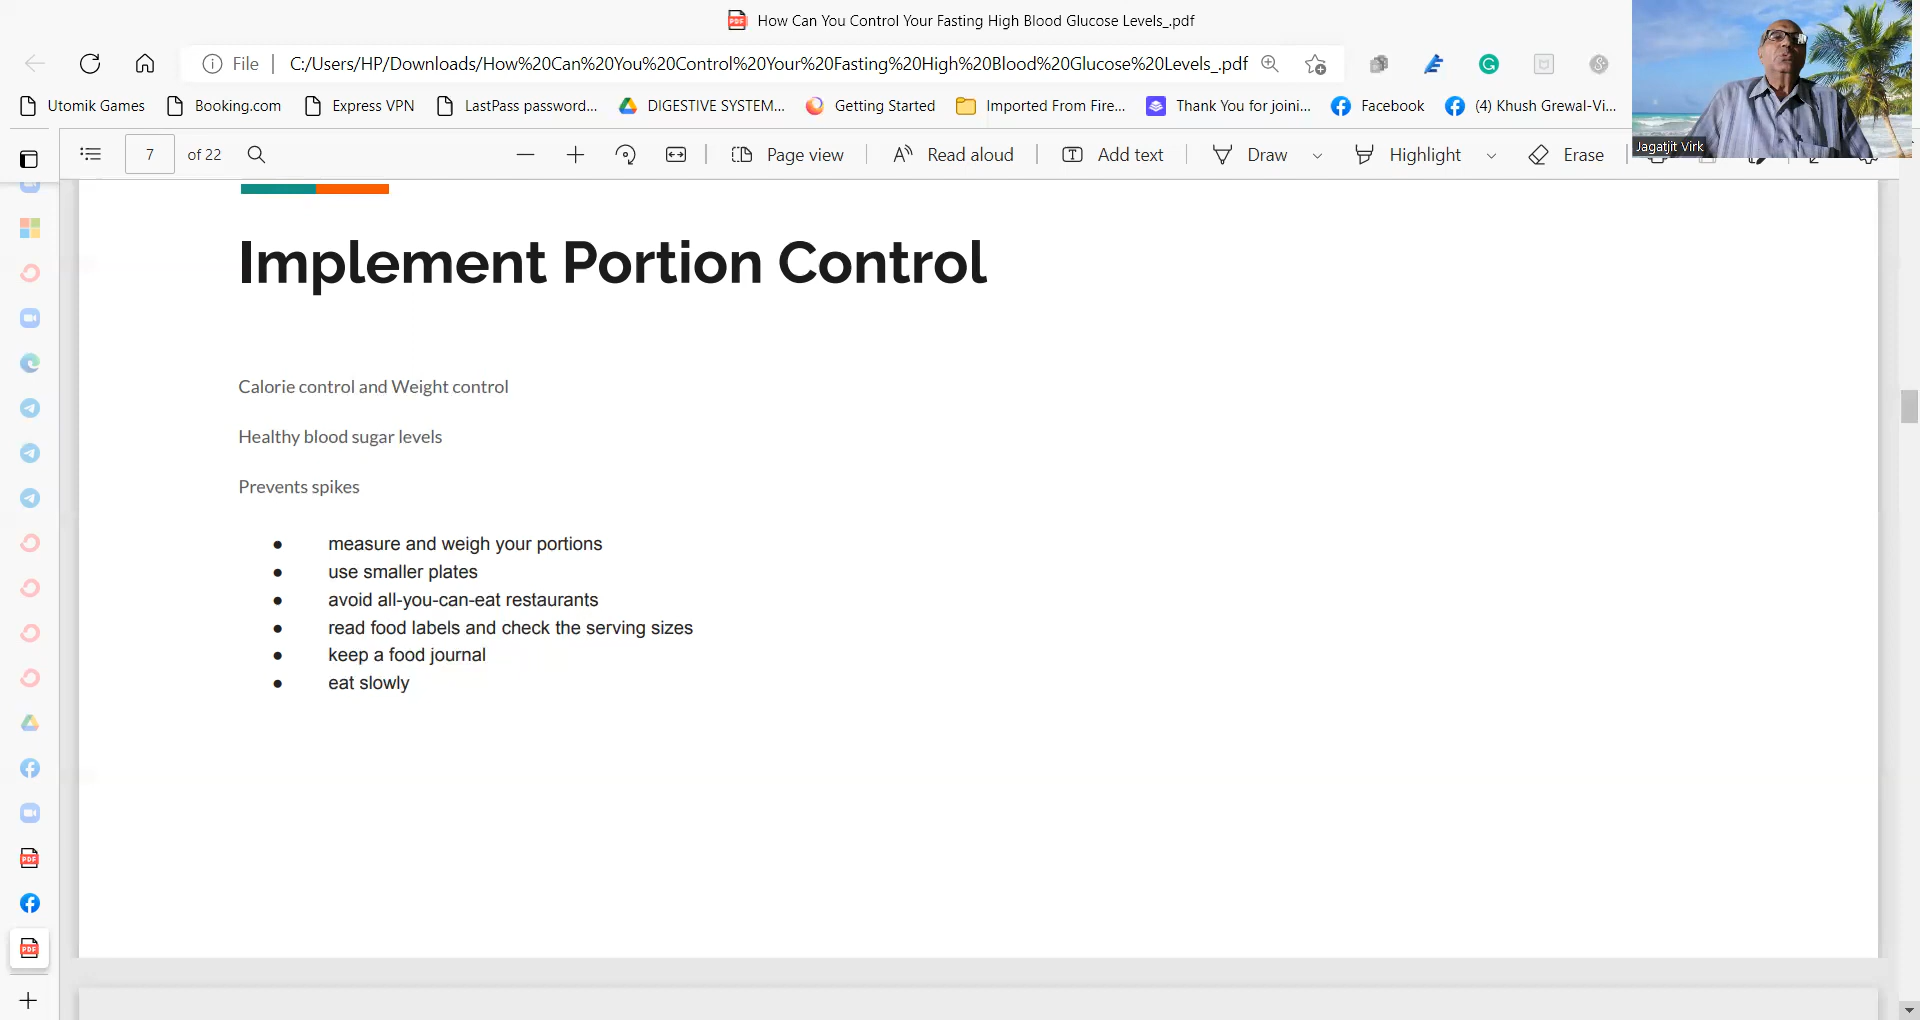 How Can You Control Your Fasting High Blood Glucose Levels_.pdf
File | C:/Users/HP/Downloads/How%20Can%20You%20Control%20Your%20Fasting%20High%20Blood%20Glucose%20Levels_.pdf
Utomik Games Booking.com Express VPN LastPass password... DIGESTIVE SYSTEM... Getting Started Imported From Fire... Thank You for joini... Facebook (4) Khush Grewal-Vi...
Jagatjit Virk
7 of 22 Page view Read aloud Add text Draw Highlight Erase
Implement Portion Control
Calorie control and Weight control
Healthy blood sugar levels
Prevents spikes
● measure and weigh your portions
● use smaller plates
● avoid all-you-can-eat restaurants
● read food labels and check the serving sizes
● keep a food journal
● eat slowly